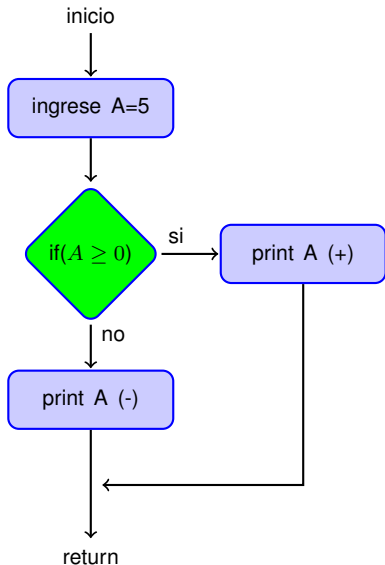 inicio
ingrese A=5
if(A ≥ 0)
si
print A (+)
no
print A (-)
return